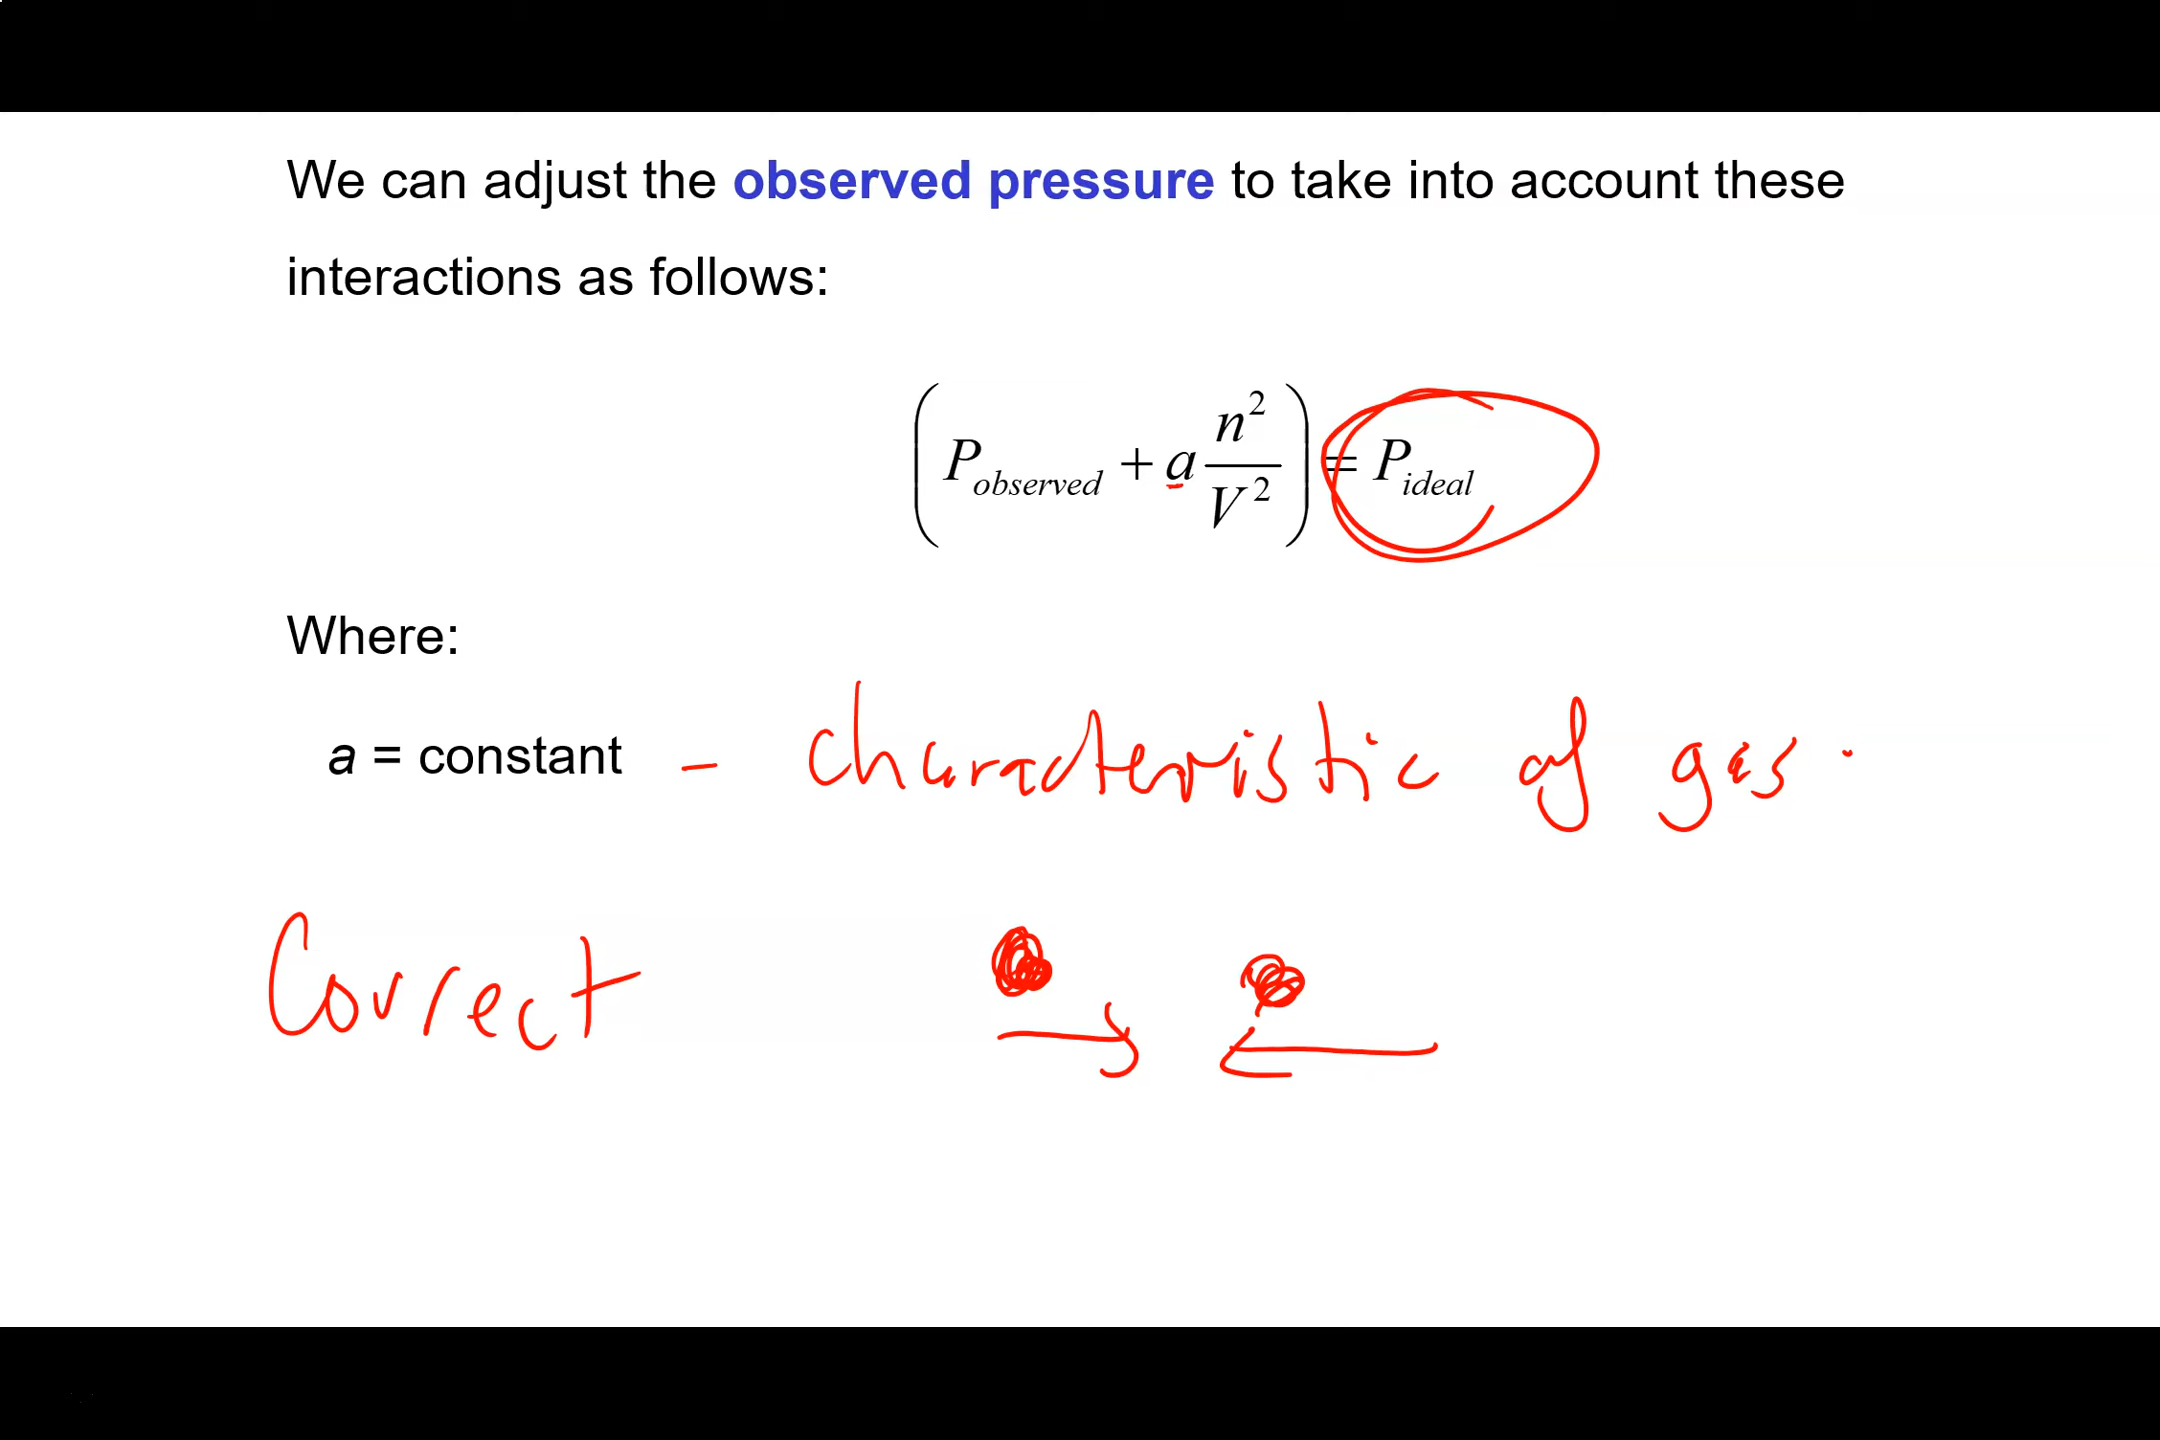 We can adjust the observed pressure to take into account these
interactions as follows:
(P_observed + a n²/V²) = P_ideal
Where:
a = constant - characteristic of gas.
Correct